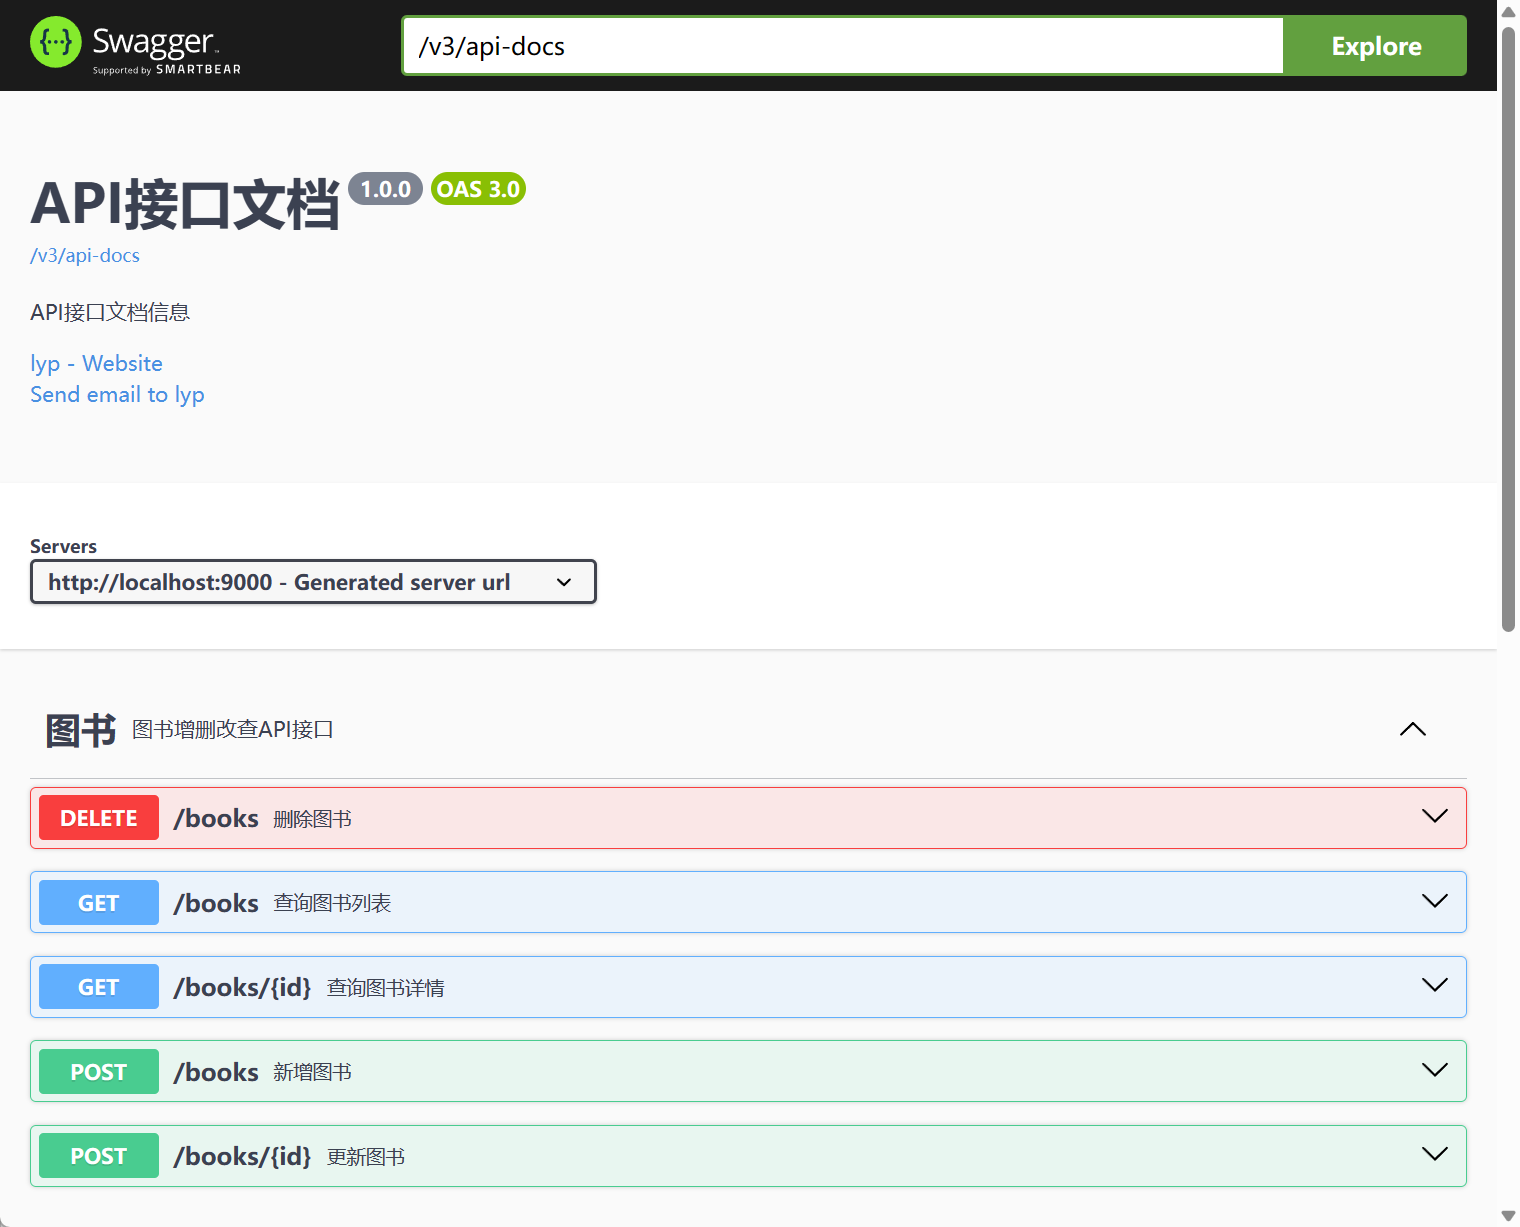 {···} Swagger™
Supported by SMARTBEAR
/v3/api-docs
Explore
API接口文档 1.0.0 OAS 3.0
/v3/api-docs
API接口文档信息
lyp - Website
Send email to lyp
Servers
http://localhost:9000 - Generated server url
图书 图书增删改查API接口
DELETE /books 删除图书
GET /books 查询图书列表
GET /books/{id} 查询图书详情
POST /books 新增图书
POST /books/{id} 更新图书